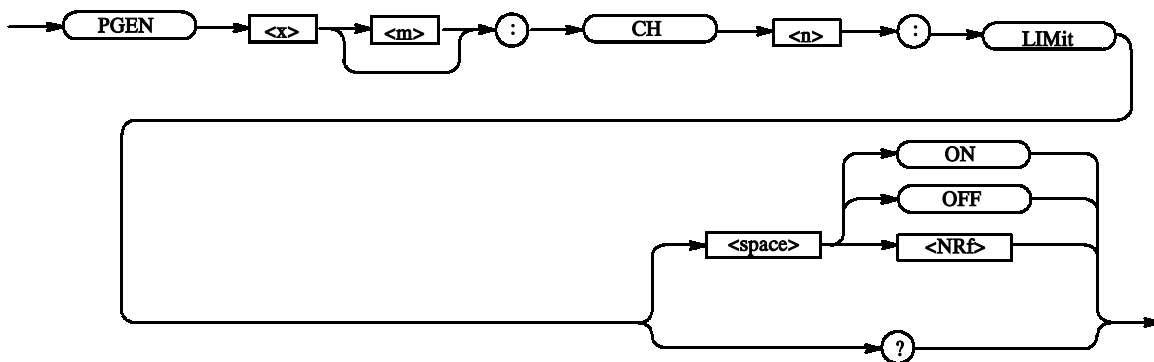 PGEN <x> <m> : CH <n> : LIMit
ON
OFF
<space> <NRf>
?